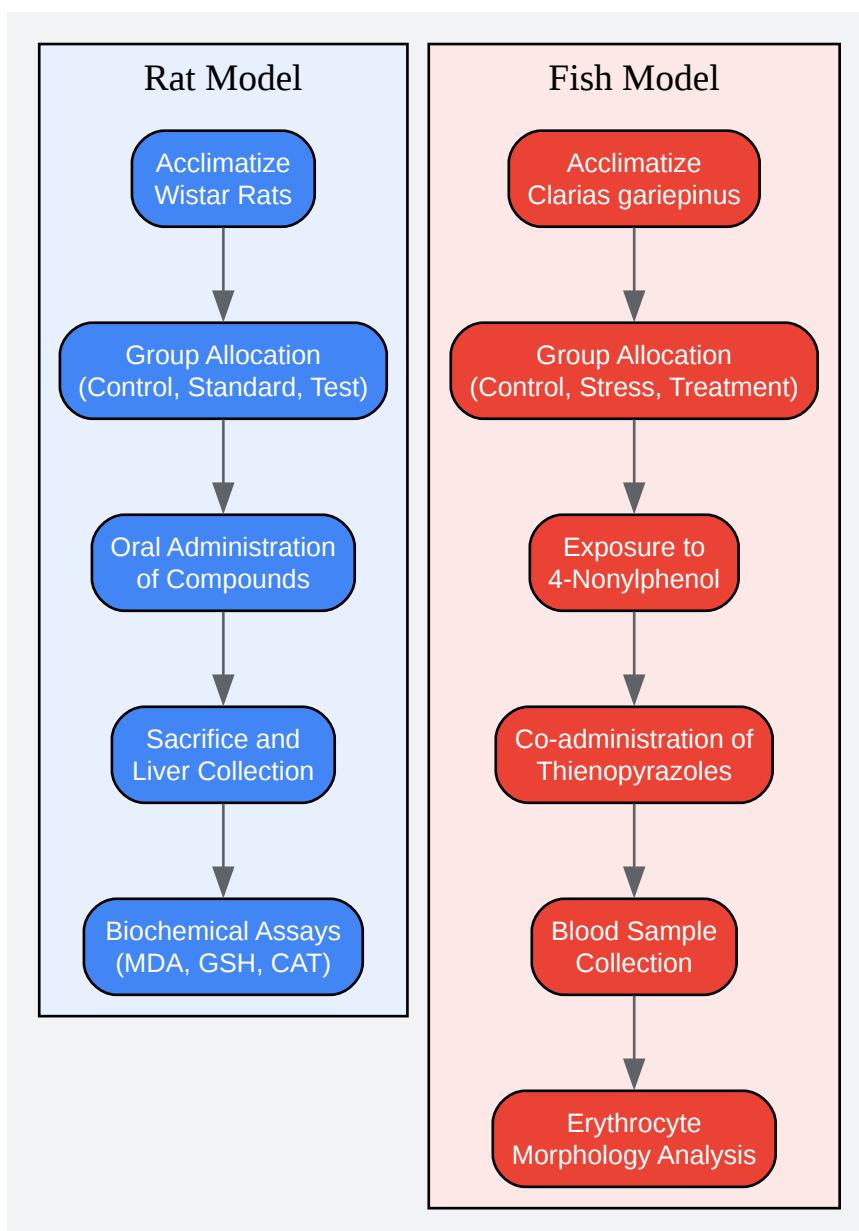 Rat Model
Acclimatize
Wistar Rats
Group Allocation
(Control, Standard, Test)
Oral Administration
of Compounds
Sacrifice and
Liver Collection
Biochemical Assays
(MDA, GSH, CAT)
Fish Model
Acclimatize
Clarias gariepinus
Group Allocation
(Control, Stress, Treatment)
Exposure to
4-Nonylphenol
Co-administration of
Thienopyrazoles
Blood Sample
Collection
Erythrocyte
Morphology Analysis